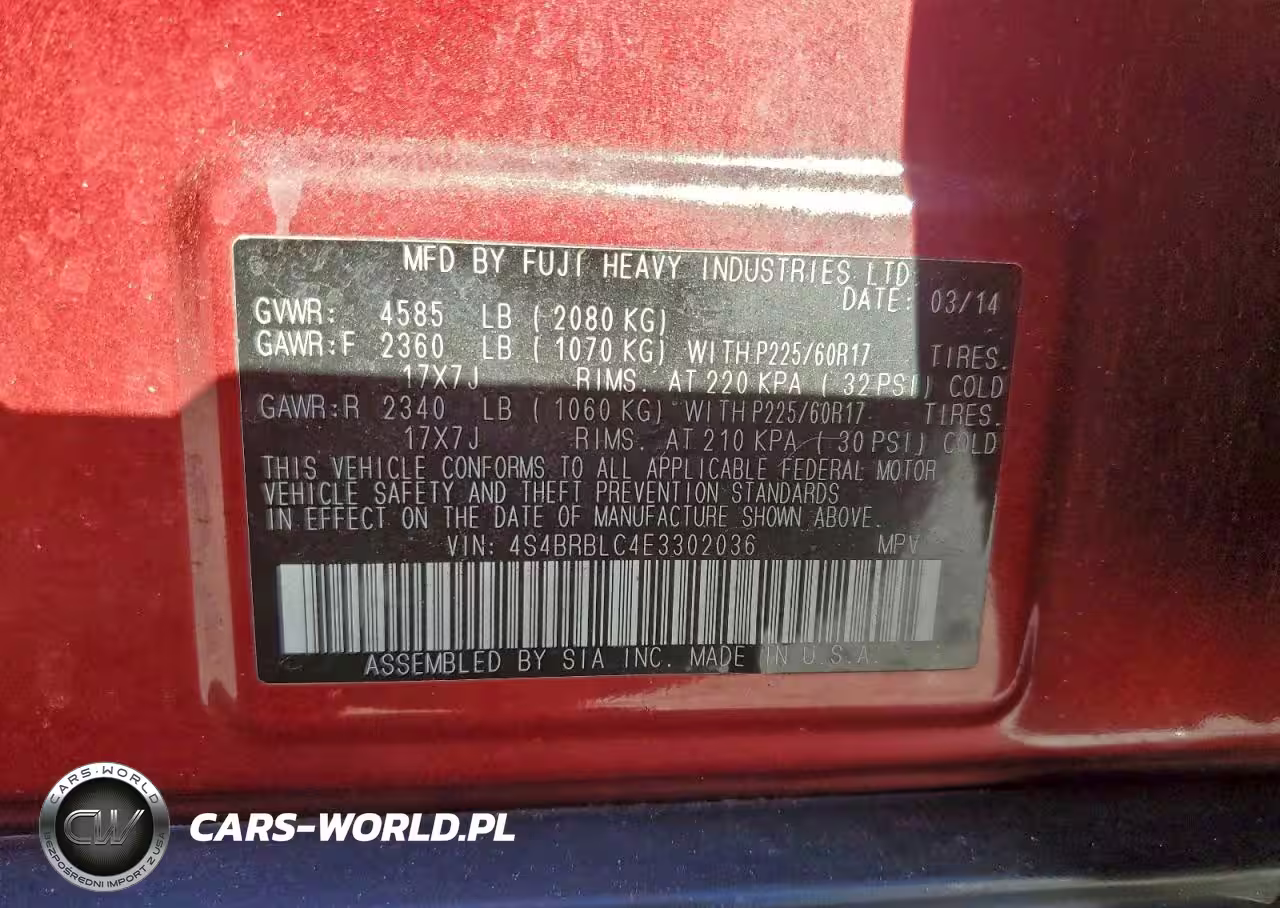 MFD BY FUJI HEAVY INDUSTRIES LTD
DATE: 03/14
GVWR: 4585 LB ( 2080 KG)
GAWR:F 2360 LB ( 1070 KG) WITH P225/60R17 TIRES.
17X7J RIMS. AT 220 KPA ( 32 PSI) COLD
GAWR:R 2340 LB ( 1060 KG) WITH P225/60R17 TIRES.
17X7J RIMS. AT 210 KPA ( 30 PSI) COLD
THIS VEHICLE CONFORMS TO ALL APPLICABLE FEDERAL MOTOR
VEHICLE SAFETY AND THEFT PREVENTION STANDARDS
IN EFFECT ON THE DATE OF MANUFACTURE SHOWN ABOVE.
VIN: 4S4BRBLC4E3302036 MPV
ASSEMBLED BY SIA INC. MADE IN U.S.A.
CARS-WORLD
CW
BEZPOŚREDNI IMPORT Z USA
CARS-WORLD.PL